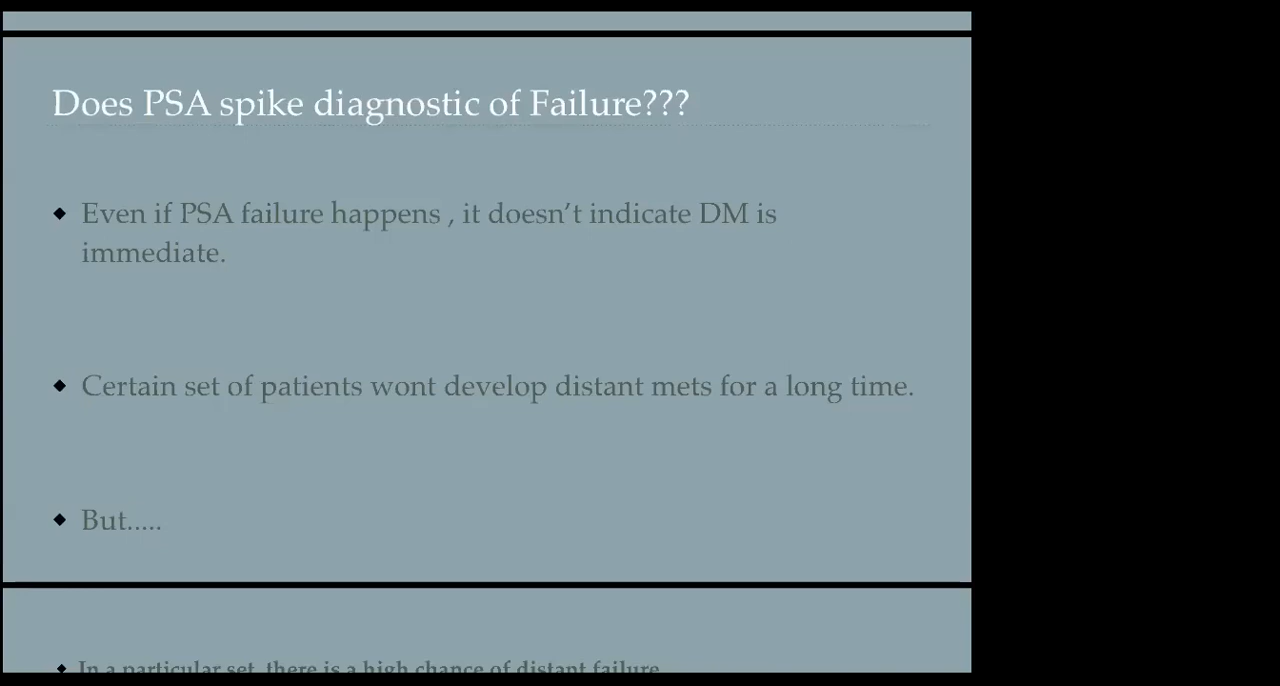 Does PSA spike diagnostic of Failure???
Even if PSA failure happens , it doesn’t indicate DM is
immediate.
Certain set of patients wont develop distant mets for a long time.
But.....
In a particular set, there is a high chance of distant failure